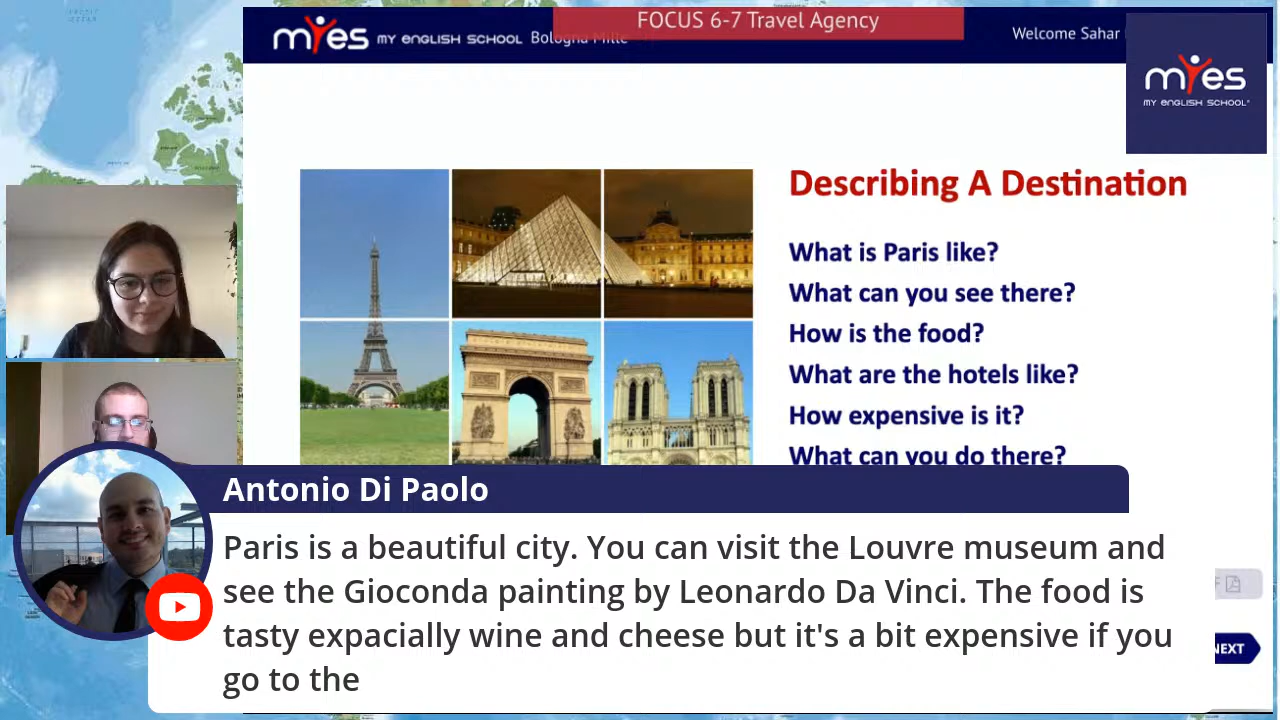 FOCUS 6-7 Travel Agency
myes MY ENGLISH SCHOOL Bologna Mille
Welcome Sahar
myes
MY ENGLISH SCHOOL
Describing A Destination
What is Paris like?
What can you see there?
How is the food?
What are the hotels like?
How expensive is it?
What can you do there?
Antonio Di Paolo
Paris is a beautiful city. You can visit the Louvre museum and
see the Gioconda painting by Leonardo Da Vinci. The food is
tasty expacially wine and cheese but it's a bit expensive if you
go to the
NEXT